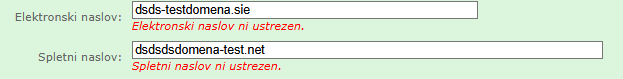 Elektronski naslov: dsds-testdomena.sie
Elektronski naslov ni ustrezen.
Spletni naslov: dsdsdsdomena-test.net
Spletni naslov ni ustrezen.